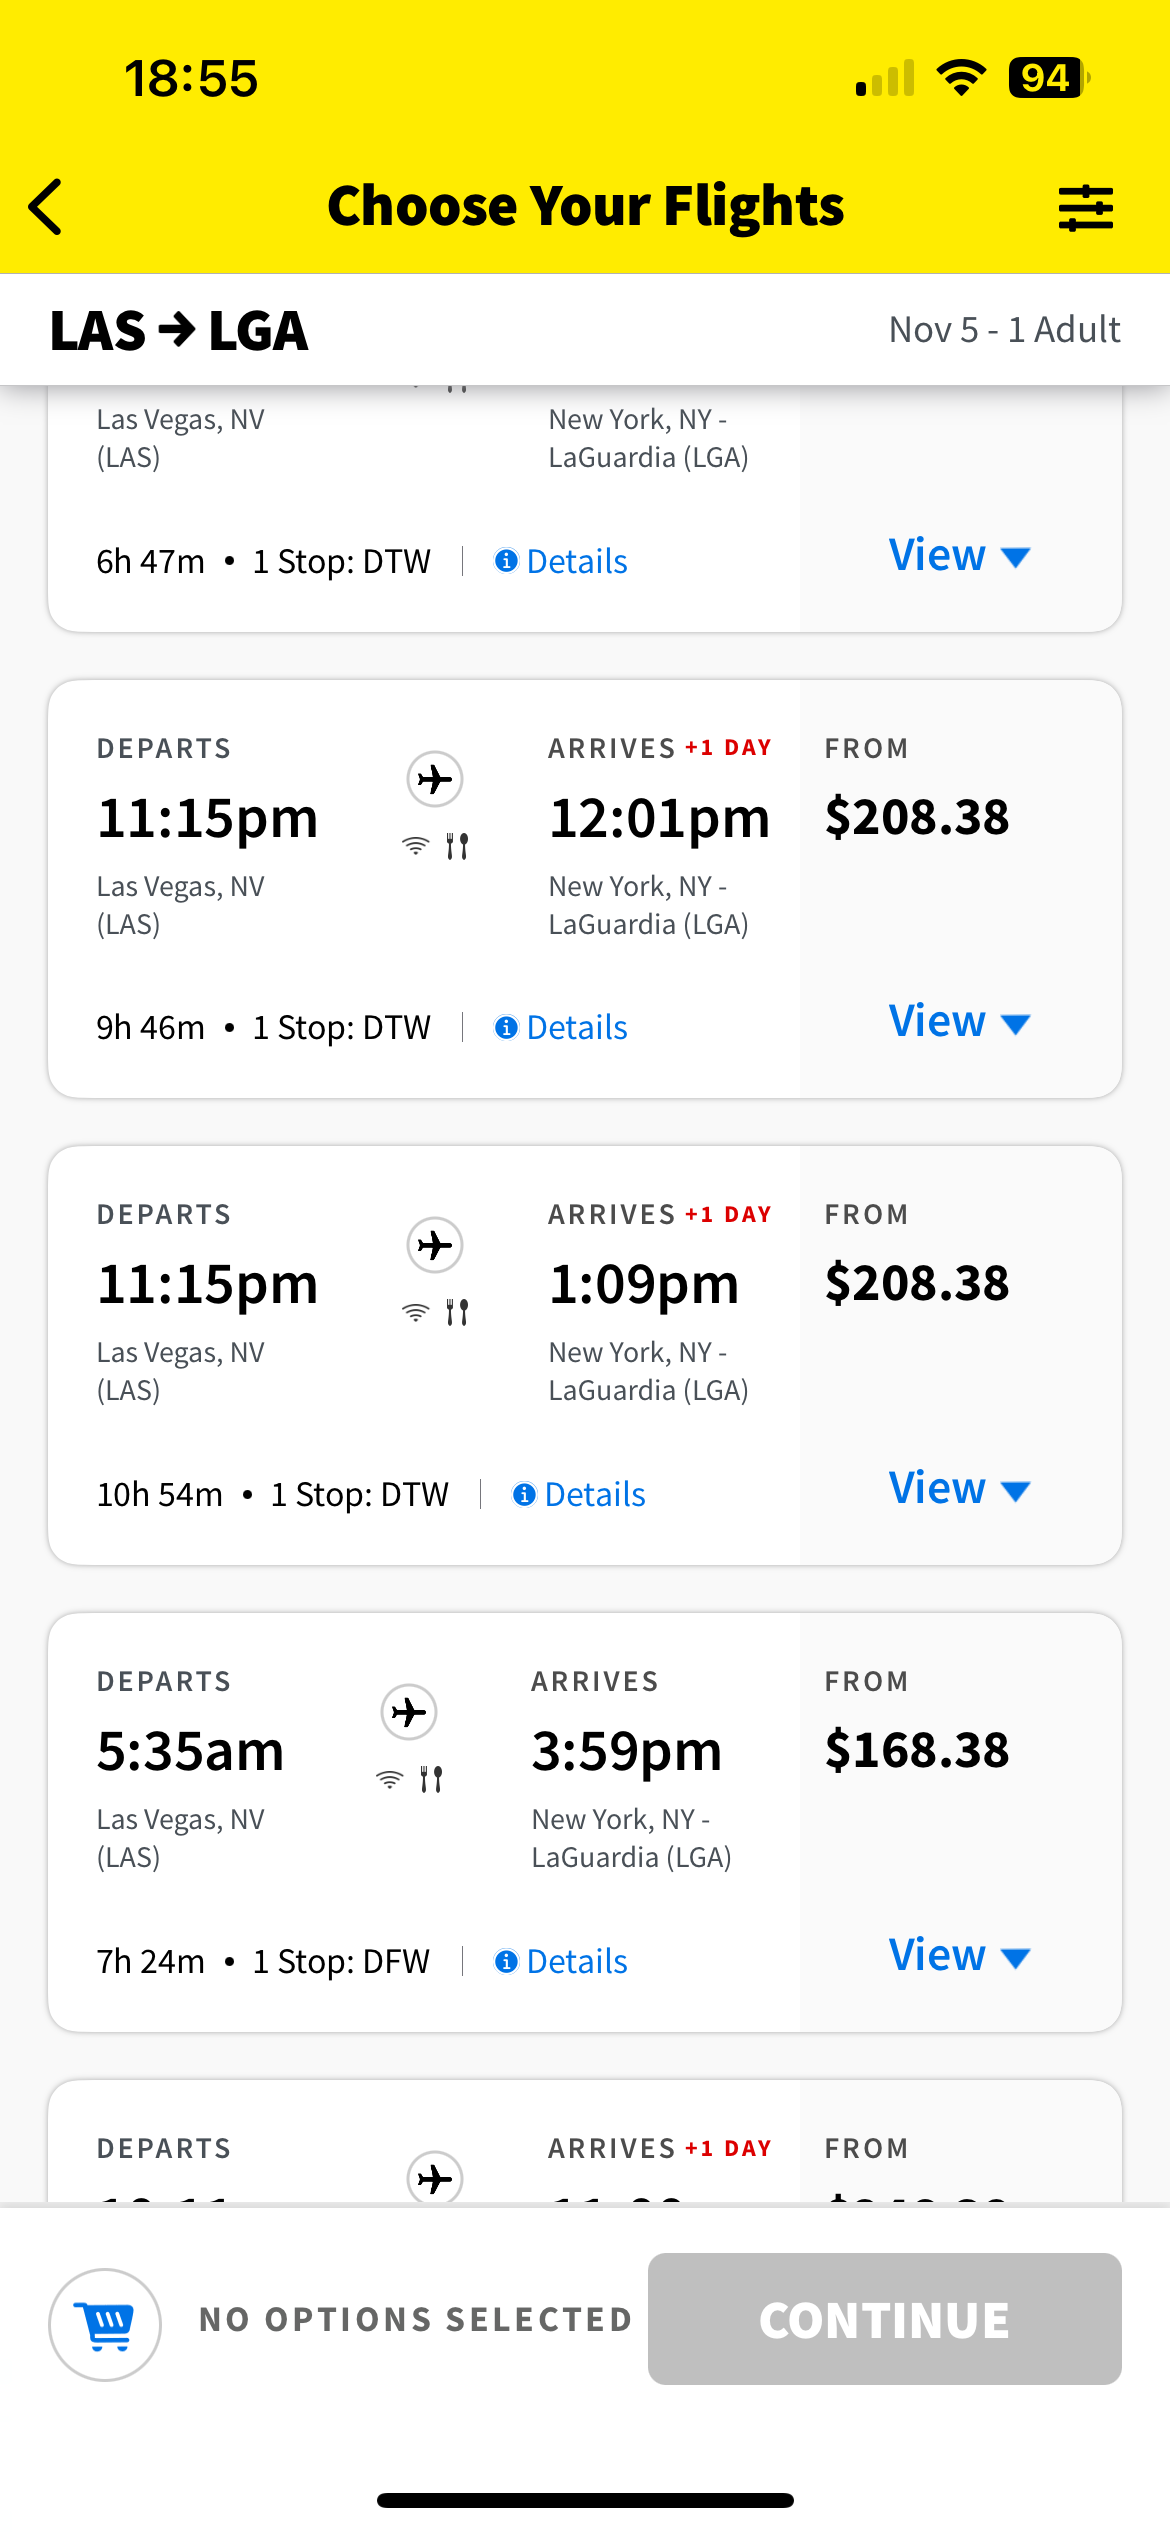 18:55
94
Choose Your Flights
LAS → LGA
Nov 5 - 1 Adult
Las Vegas, NV
(LAS)
New York, NY -
LaGuardia (LGA)
6h 47m • 1 Stop: DTW
Details
View
DEPARTS
ARRIVES +1 DAY
FROM
11:15pm
12:01pm
$208.38
Las Vegas, NV
(LAS)
New York, NY -
LaGuardia (LGA)
9h 46m • 1 Stop: DTW
Details
View
DEPARTS
ARRIVES +1 DAY
FROM
11:15pm
1:09pm
$208.38
Las Vegas, NV
(LAS)
New York, NY -
LaGuardia (LGA)
10h 54m • 1 Stop: DTW
Details
View
DEPARTS
ARRIVES
FROM
5:35am
3:59pm
$168.38
Las Vegas, NV
(LAS)
New York, NY -
LaGuardia (LGA)
7h 24m • 1 Stop: DFW
Details
View
DEPARTS
ARRIVES +1 DAY
FROM
NO OPTIONS SELECTED
CONTINUE